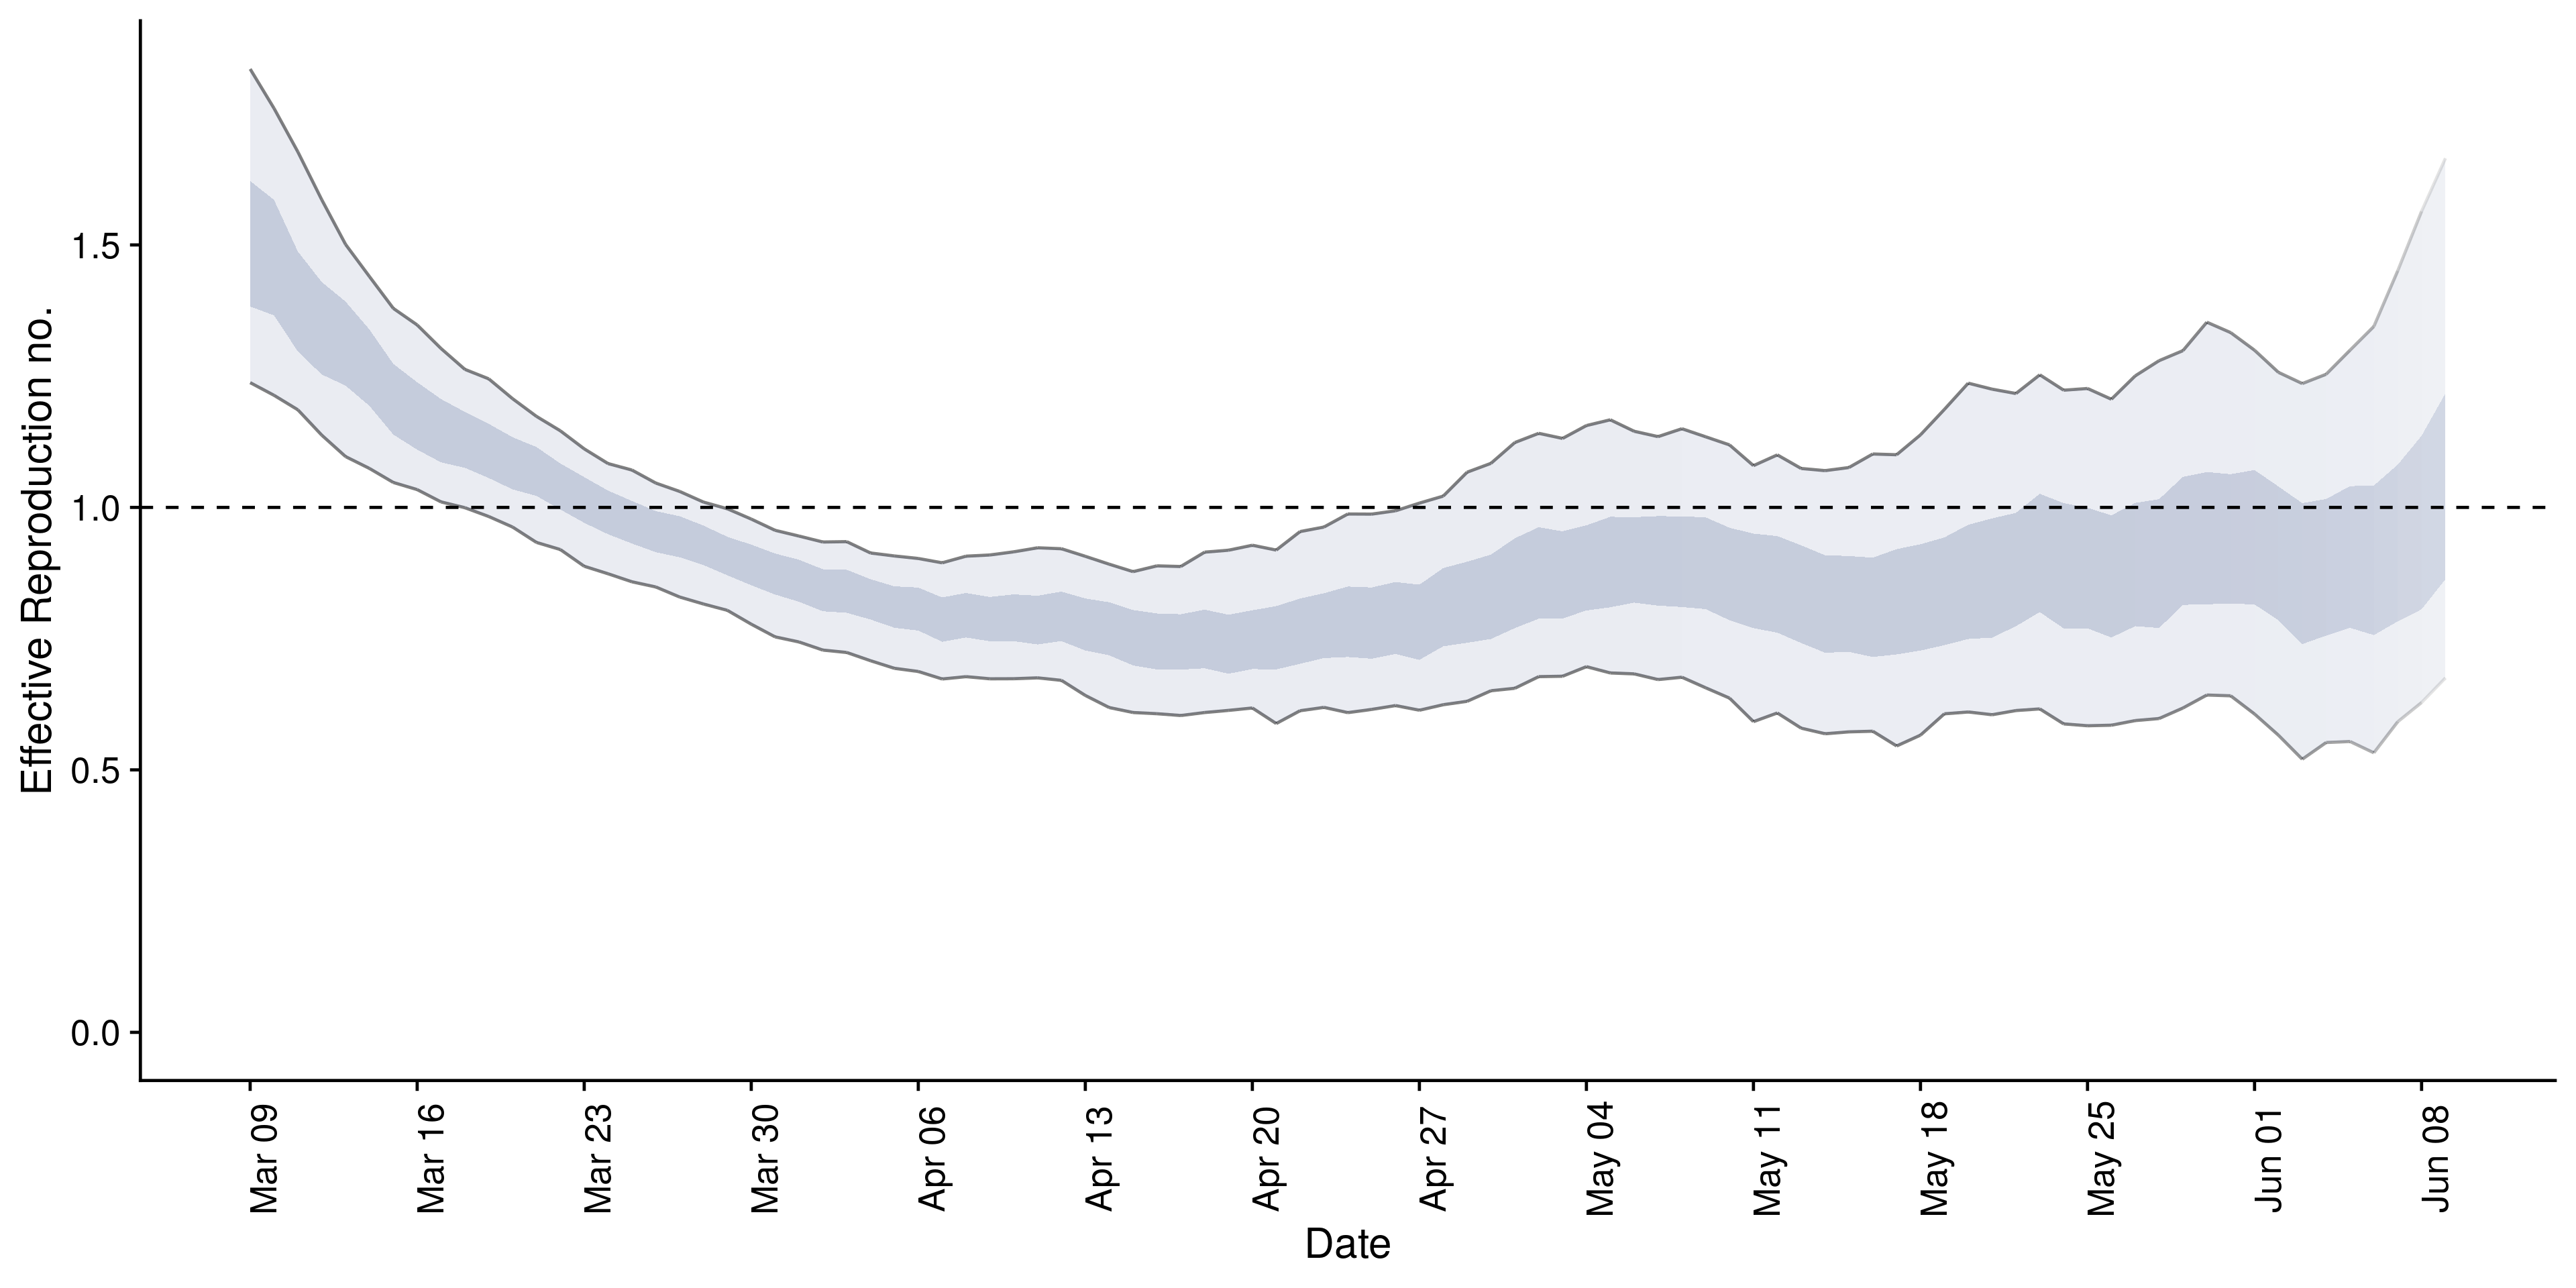 Effective Reproduction no.
1.5
1.0
0.5
0.0
Mar 09
Mar 16
Mar 23
Mar 30
Apr 06
Apr 13
Apr 20
Apr 27
May 04
May 11
May 18
May 25
Jun 01
Jun 08
Date